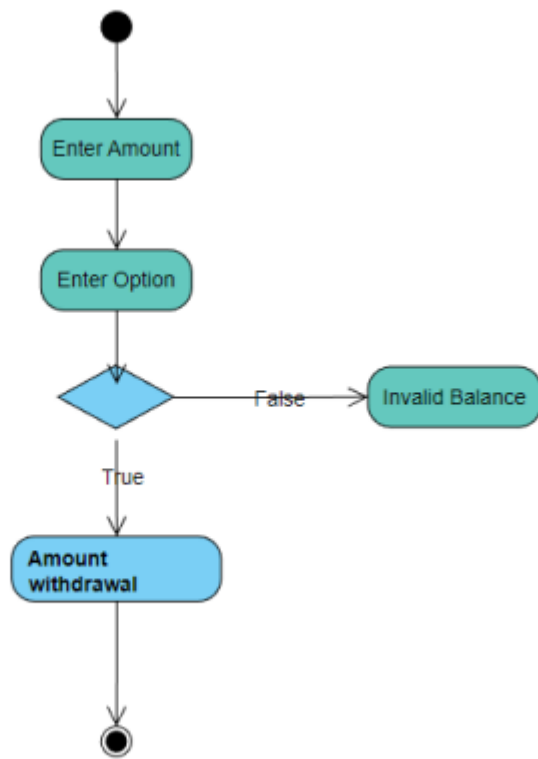 Enter Amount
Enter Option
False
Invalid Balance
True
Amount
withdrawal